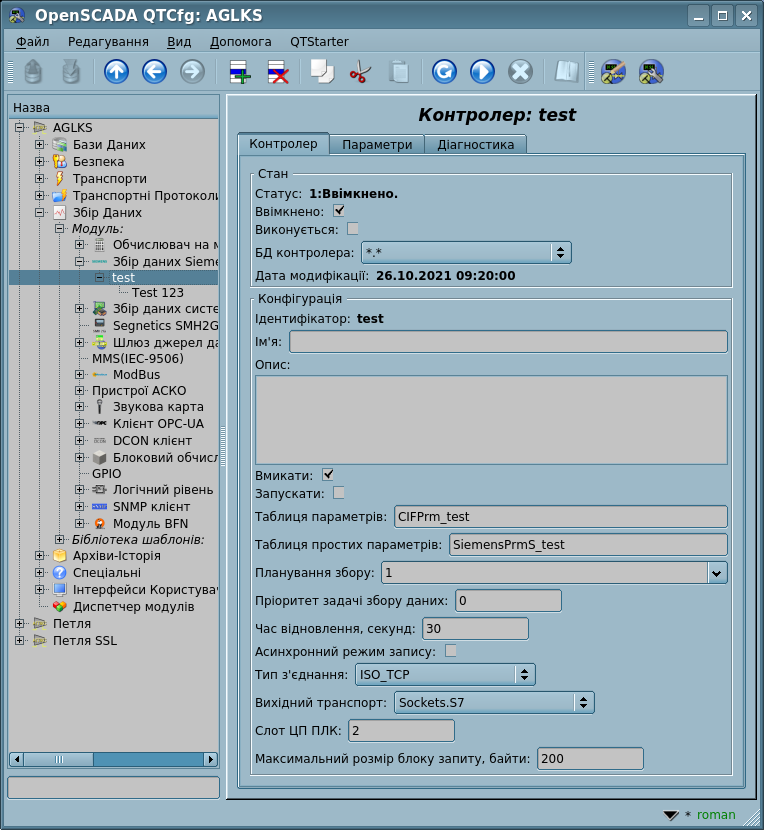 OpenSCADA QTCfg: AGLKS
Файл Редагування Вид Допомога QTStarter
Назва
AGLKS
Бази Даних
Безпека
Транспорти
Транспортні Протоколи
Збір Даних
Модуль:
Обчислювач на м
Збір даних Sieme
test
Test 123
Збір даних систе
Segnetics SMH2G
Шлюз джерел да
MMS(IEC-9506)
ModBus
Пристрої АСКО
Звукова карта
Клієнт OPC-UA
DCON клієнт
Блоковий обчисл
GPIO
Логічний рівень
SNMP клієнт
Модуль BFN
Бібліотека шаблонів:
Архіви-Історія
Спеціальні
Інтерфейси Користува
Диспетчер модулів
Петля
Петля SSL
Контролер: test
Контролер Параметри Діагностика
Стан
Статус: 1:Ввімкнено.
Ввімкнено:
Виконується:
БД контролера: *.*
Дата модифікації: 26.10.2021 09:20:00
Конфігурація
Ідентифікатор: test
Ім'я:
Опис:
Вмикати:
Запускати:
Таблиця параметрів: CIFPrm_test
Таблиця простих параметрів: SiemensPrmS_test
Планування збору: 1
Пріоритет задачі збору даних: 0
Час відновлення, секунд: 30
Асинхронний режим запису:
Тип з'єднання: ISO_TCP
Вихідний транспорт: Sockets.S7
Слот ЦП ПЛК: 2
Максимальний розмір блоку запиту, байти: 200
* roman